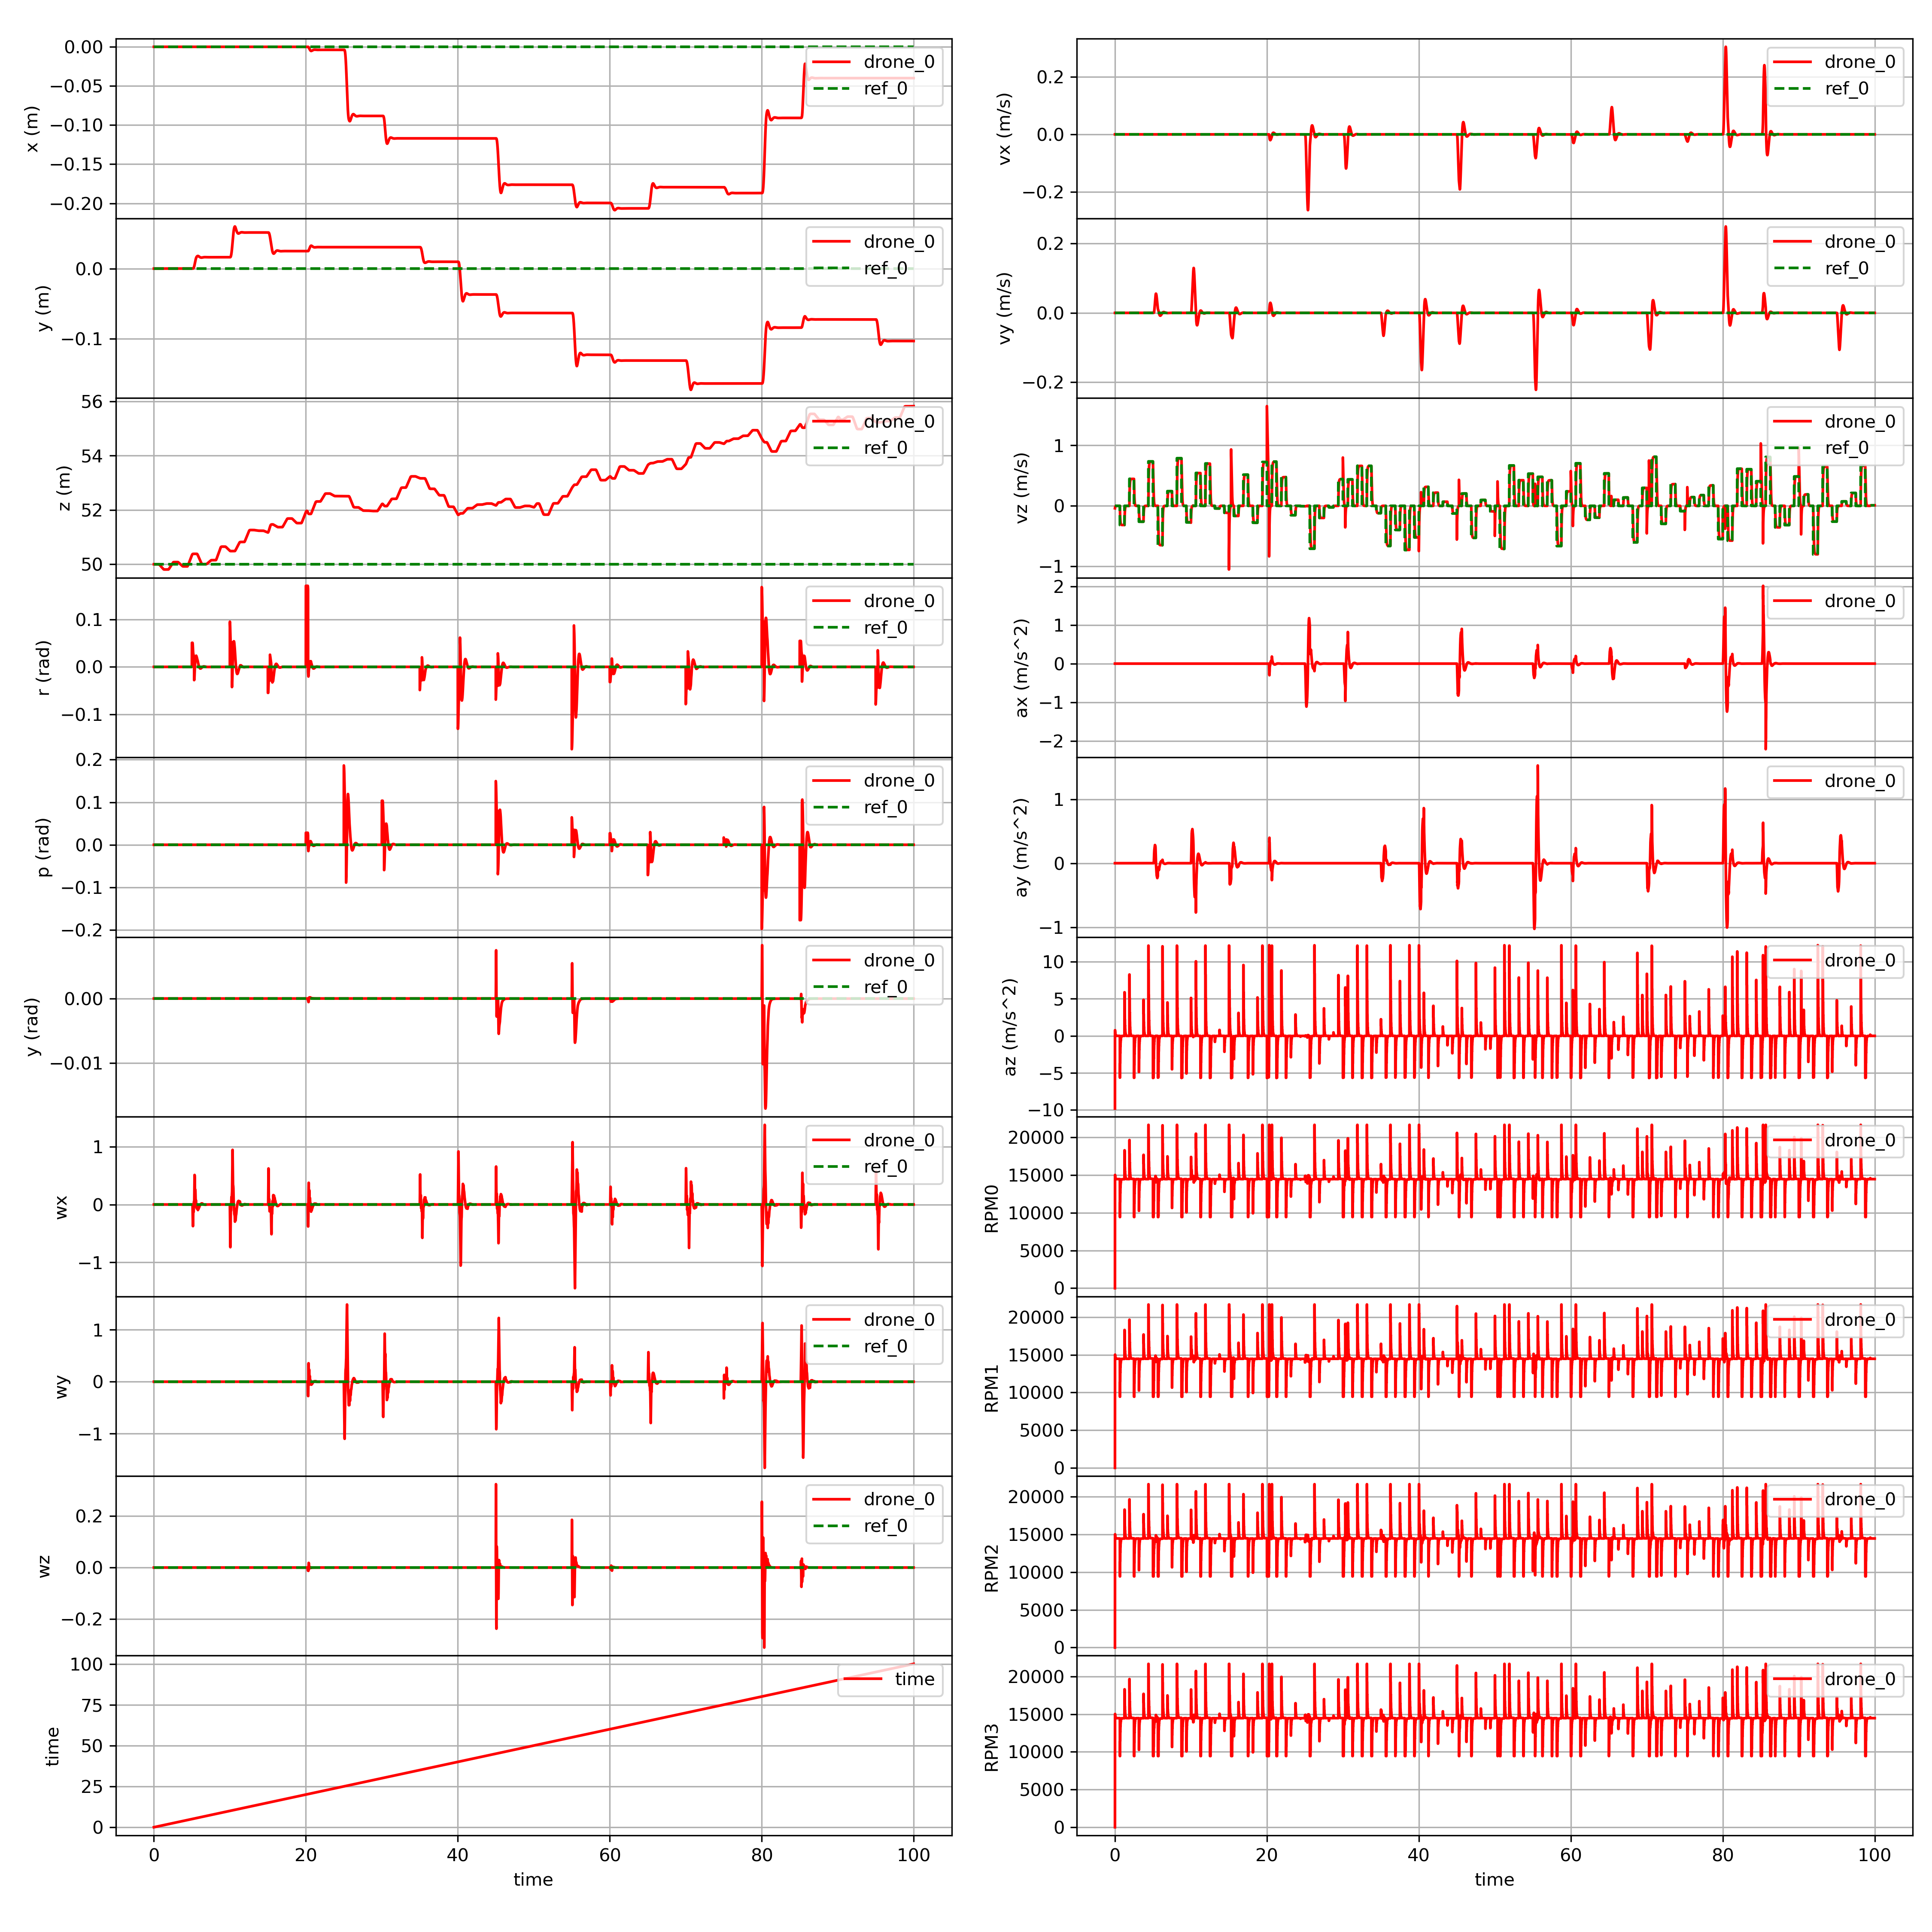 0.00
−0.05
−0.10
−0.15
−0.20
x (m)
drone_0
ref_0
0.0
−0.1
y (m)
drone_0
ref_0
56
54
52
50
z (m)
drone_0
ref_0
0.1
0.0
−0.1
r (rad)
drone_0
ref_0
0.2
0.1
0.0
−0.1
−0.2
p (rad)
drone_0
ref_0
0.00
−0.01
y (rad)
drone_0
ref_0
1
0
−1
wx
drone_0
ref_0
1
0
−1
wy
drone_0
ref_0
0.2
0.0
−0.2
wz
drone_0
ref_0
100
75
50
25
0
time
time
0 20 40 60 80 100
time
0.2
0.0
−0.2
vx (m/s)
drone_0
ref_0
0.2
0.0
−0.2
vy (m/s)
drone_0
ref_0
1
0
−1
vz (m/s)
drone_0
ref_0
2
1
0
−1
−2
ax (m/s^2)
drone_0
1
0
−1
ay (m/s^2)
drone_0
10
5
0
−5
−10
az (m/s^2)
drone_0
20000
15000
10000
5000
0
RPM0
drone_0
20000
15000
10000
5000
0
RPM1
drone_0
20000
15000
10000
5000
0
RPM2
drone_0
20000
15000
10000
5000
0
RPM3
drone_0
0 20 40 60 80 100
time